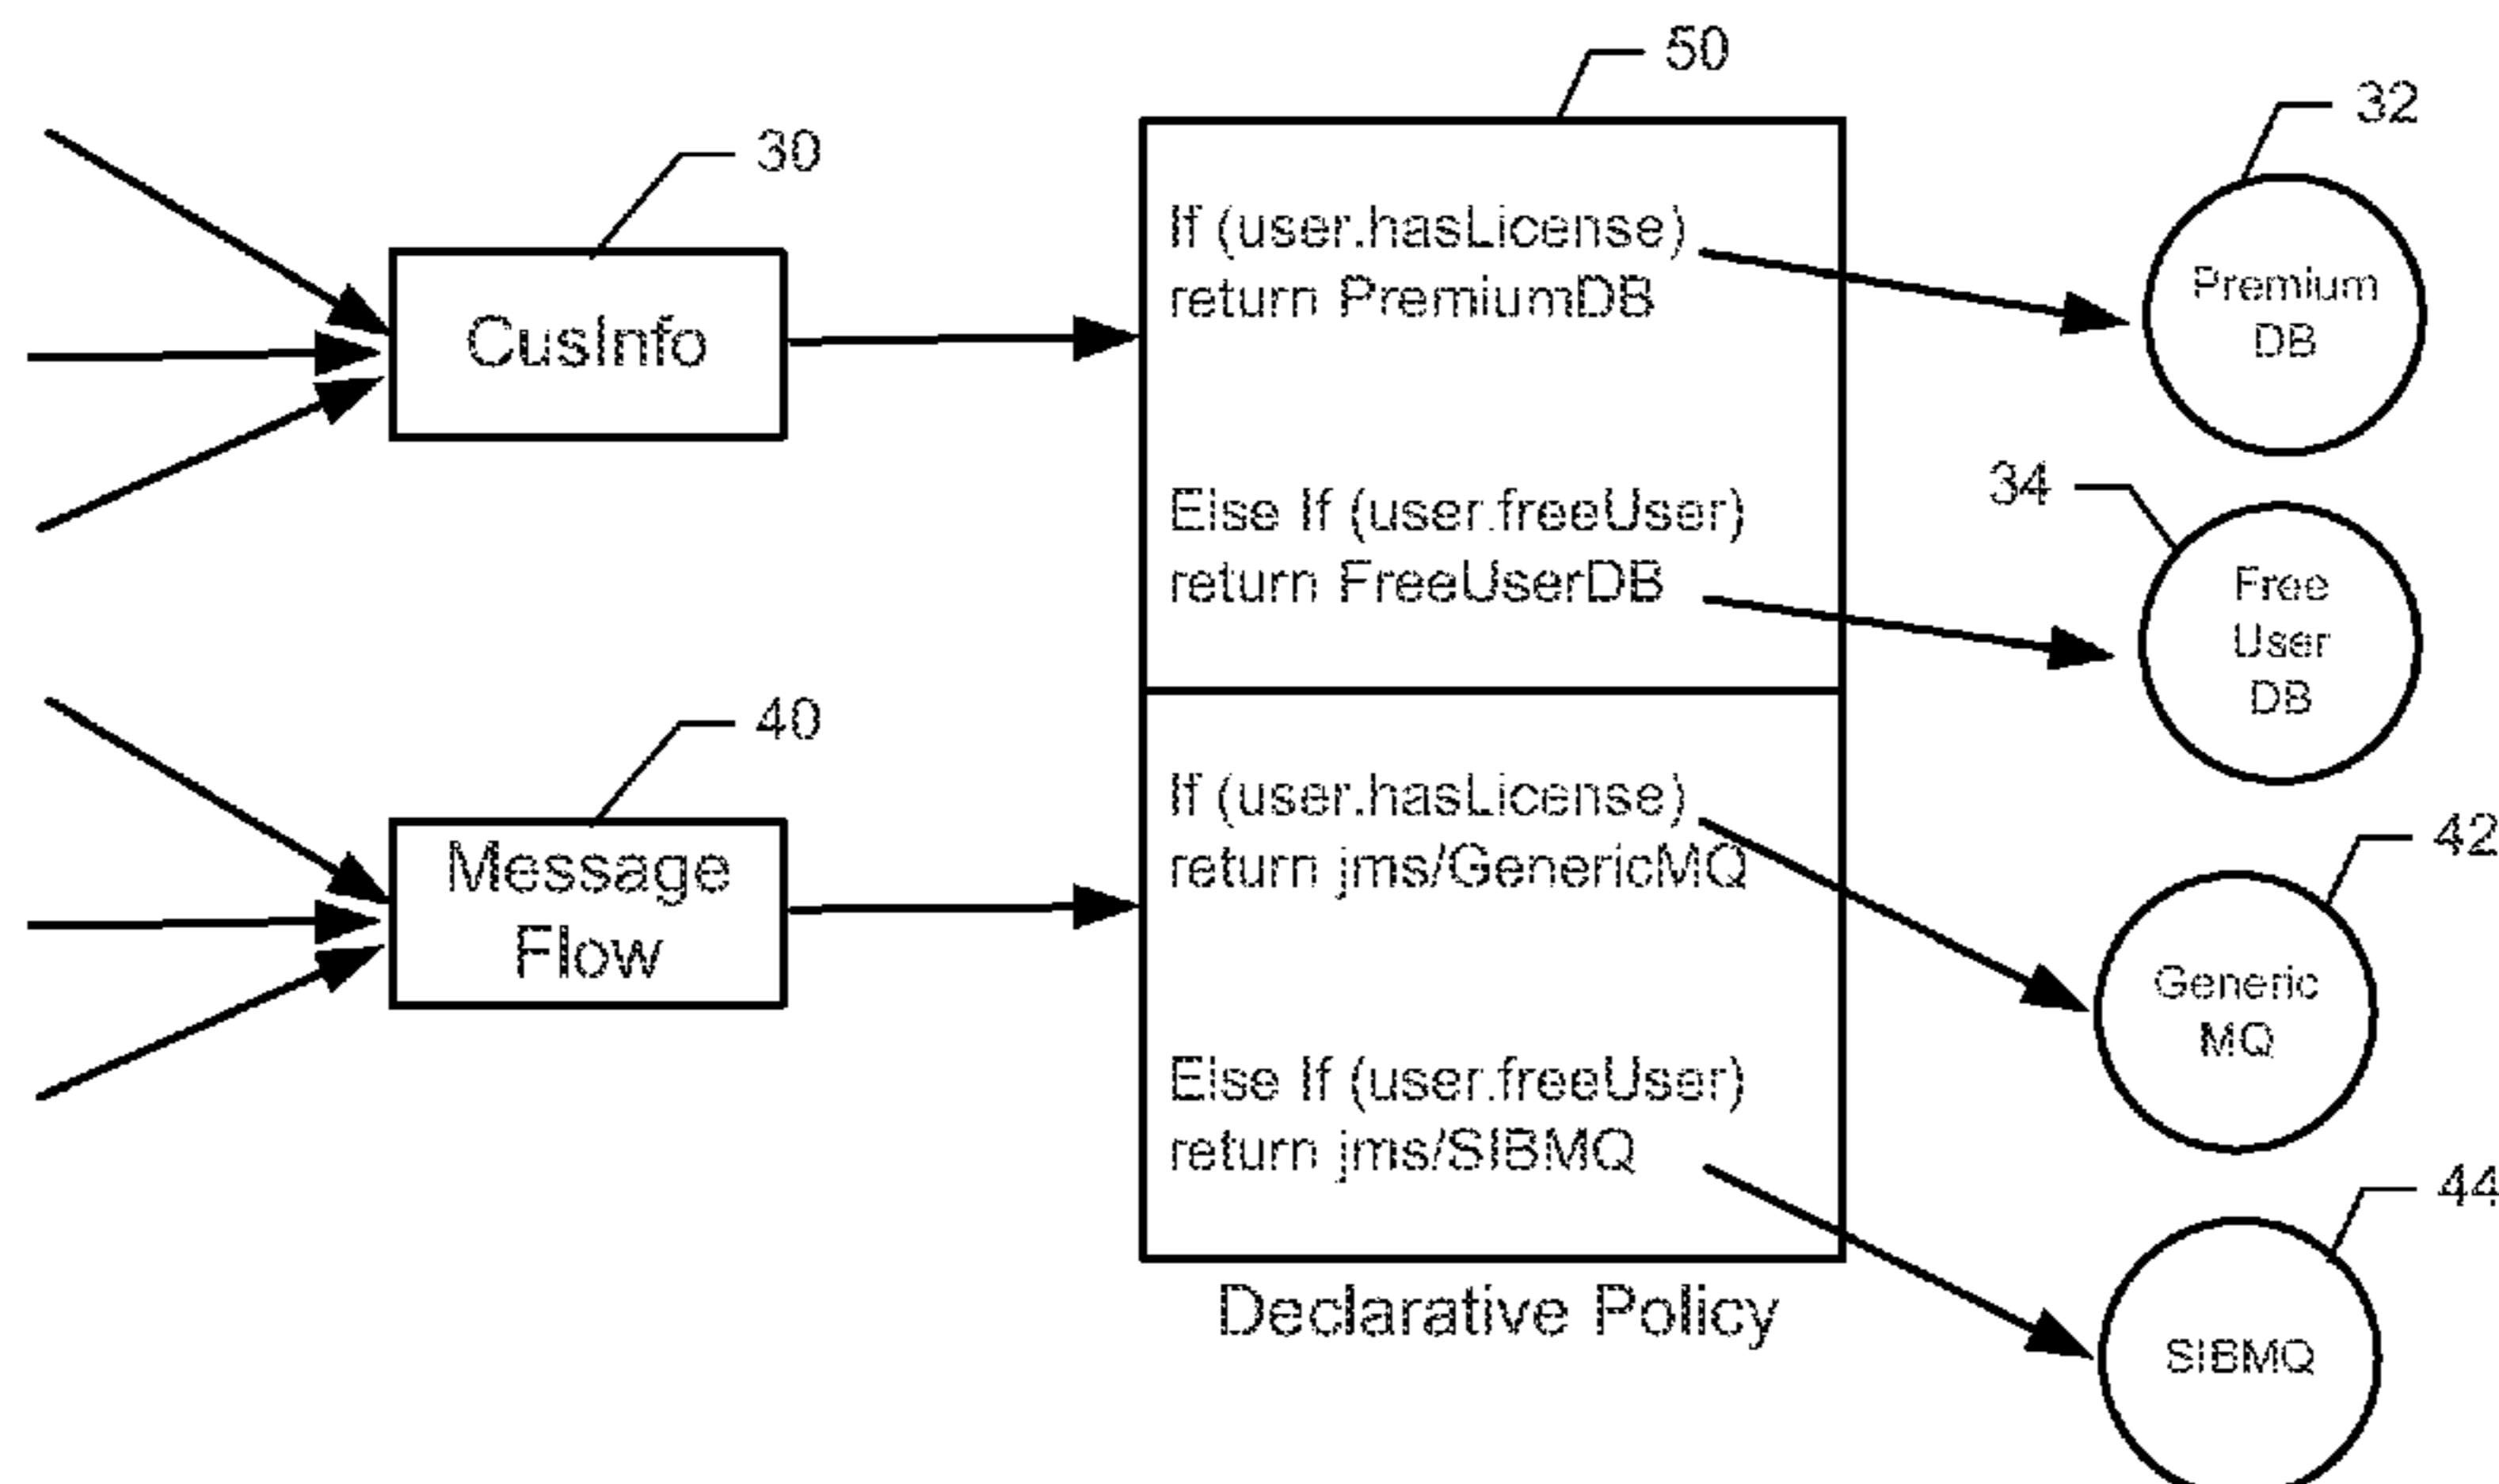 50
32
30
If (user.hasLicense)
return PremiumDB
CusInfo
Premium
DB
34
Else If (user.freeUser)
return FreeUserDB
Free
User
DB
40
If (user.hasLicense)
return jms/GenericMQ
Message
Flow
42
Generic
MQ
Else If (user.freeUser)
return jms/SIBMQ
44
SIBMQ
Declarative Policy